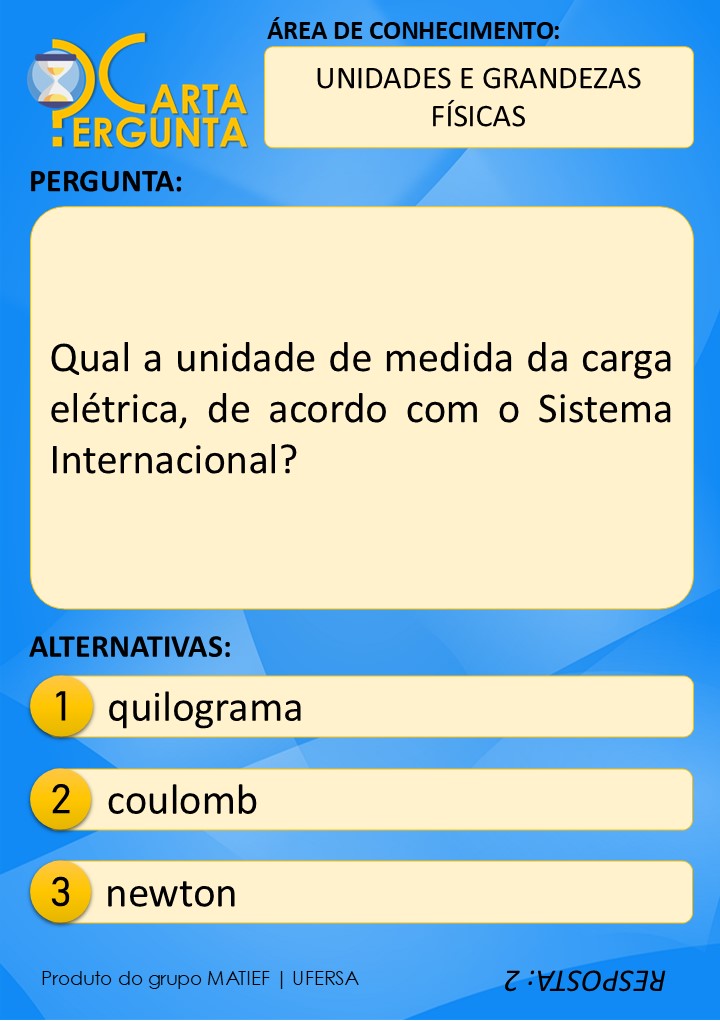 ÁREA DE CONHECIMENTO:
CARTA
PERGUNTA
UNIDADES E GRANDEZAS
FÍSICAS
PERGUNTA:
Qual a unidade de medida da carga
elétrica, de acordo com o Sistema
Internacional?
ALTERNATIVAS:
1 quilograma
2 coulomb
3 newton
Produto do grupo MATIEF | UFERSA
RESPOSTA: 2